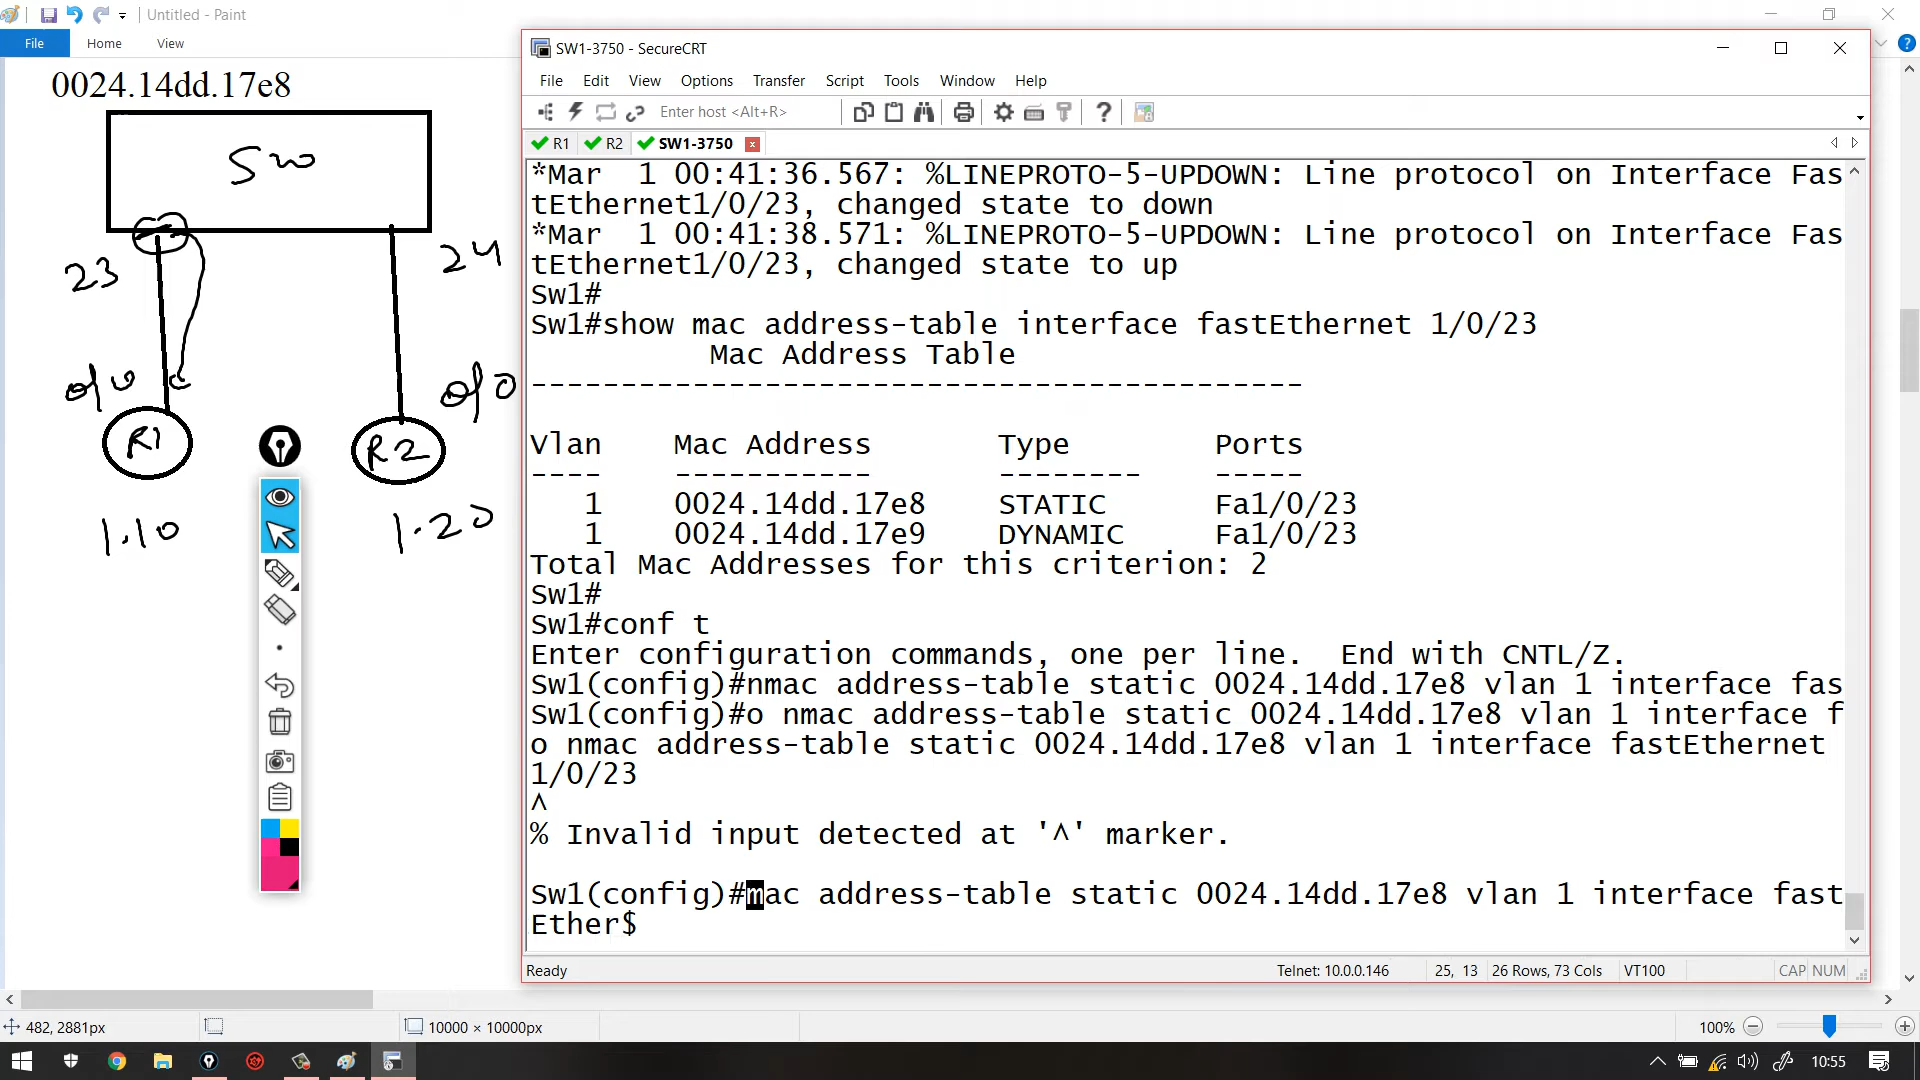 Untitled - Paint
File Home View
0024.14dd.17e8
SW
23
24
0/0
0/0
R1
R2
1.10
1.20
SW1-3750 - SecureCRT
File Edit View Options Transfer Script Tools Window Help
Enter host <Alt+R>
R1 R2 SW1-3750
*Mar  1 00:41:36.567: %LINEPROTO-5-UPDOWN: Line protocol on Interface Fas
tEthernet1/0/23, changed state to down
*Mar  1 00:41:38.571: %LINEPROTO-5-UPDOWN: Line protocol on Interface Fas
tEthernet1/0/23, changed state to up
Sw1#
Sw1#show mac address-table interface fastEthernet 1/0/23
          Mac Address Table
-------------------------------------------
Vlan    Mac Address       Type        Ports
----    -----------       --------    -----
   1    0024.14dd.17e8    STATIC      Fa1/0/23
   1    0024.14dd.17e9    DYNAMIC     Fa1/0/23
Total Mac Addresses for this criterion: 2
Sw1#
Sw1#conf t
Enter configuration commands, one per line.  End with CNTL/Z.
Sw1(config)#nmac address-table static 0024.14dd.17e8 vlan 1 interface fas
Sw1(config)#o nmac address-table static 0024.14dd.17e8 vlan 1 interface f
o nmac address-table static 0024.14dd.17e8 vlan 1 interface fastEthernet
1/0/23
^
% Invalid input detected at '^' marker.
Sw1(config)#mac address-table static 0024.14dd.17e8 vlan 1 interface fast
Ether$
Ready Telnet: 10.0.0.146 25, 13 26 Rows, 73 Cols VT100 CAP NUM
482, 2881px 10000 × 10000px 100%
10:55